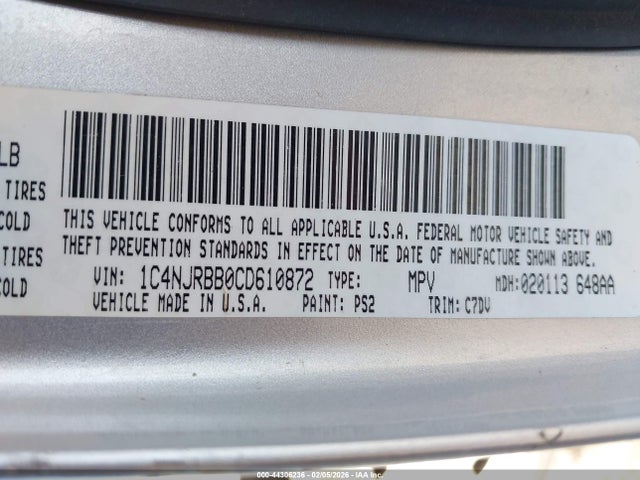 LB
TIRES
COLD
TIRES
COLD
THIS VEHICLE CONFORMS TO ALL APPLICABLE U.S.A. FEDERAL MOTOR VEHICLE SAFETY AND
THEFT PREVENTION STANDARDS IN EFFECT ON THE DATE OF MANUFACTURE SHOWN ABOVE.
VIN: 1C4NJRBB0CD610872 TYPE: MPV MDH:020113 648AA
VEHICLE MADE IN U.S.A. PAINT: PS2 TRIM: C7DV
000-44306236 - 02/05/2026 - IAA Inc.